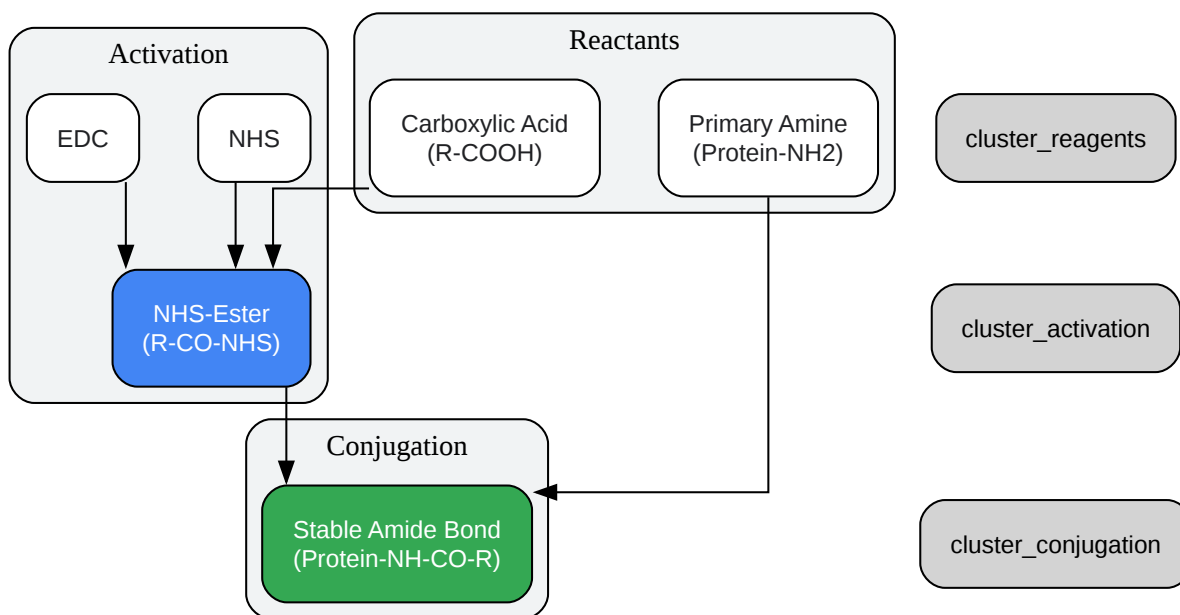 Activation
Reactants
EDC
NHS
Carboxylic Acid
(R-COOH)
Primary Amine
(Protein-NH2)
cluster_reagents
NHS-Ester
(R-CO-NHS)
cluster_activation
Conjugation
Stable Amide Bond
(Protein-NH-CO-R)
cluster_conjugation